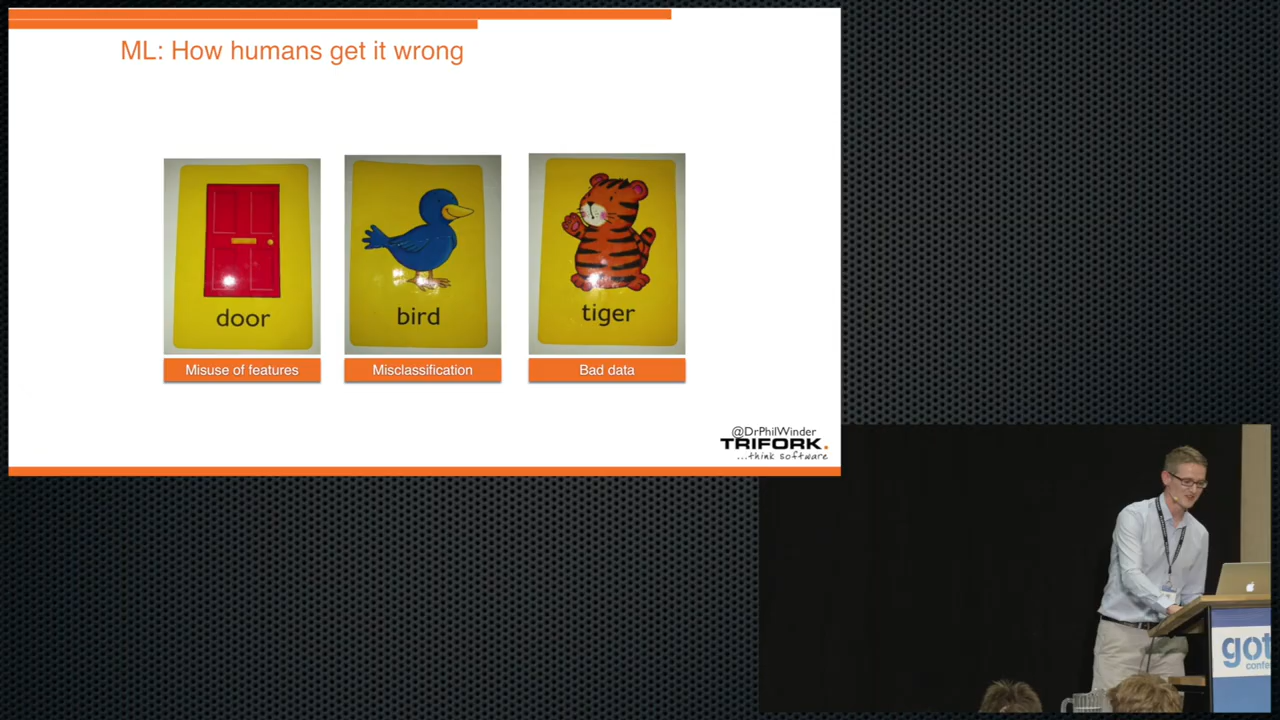 ML: How humans get it wrong
door
bird
tiger
Misuse of features
Misclassification
Bad data
@DrPhilWinder
TRIFORK.
...think software
got
confe